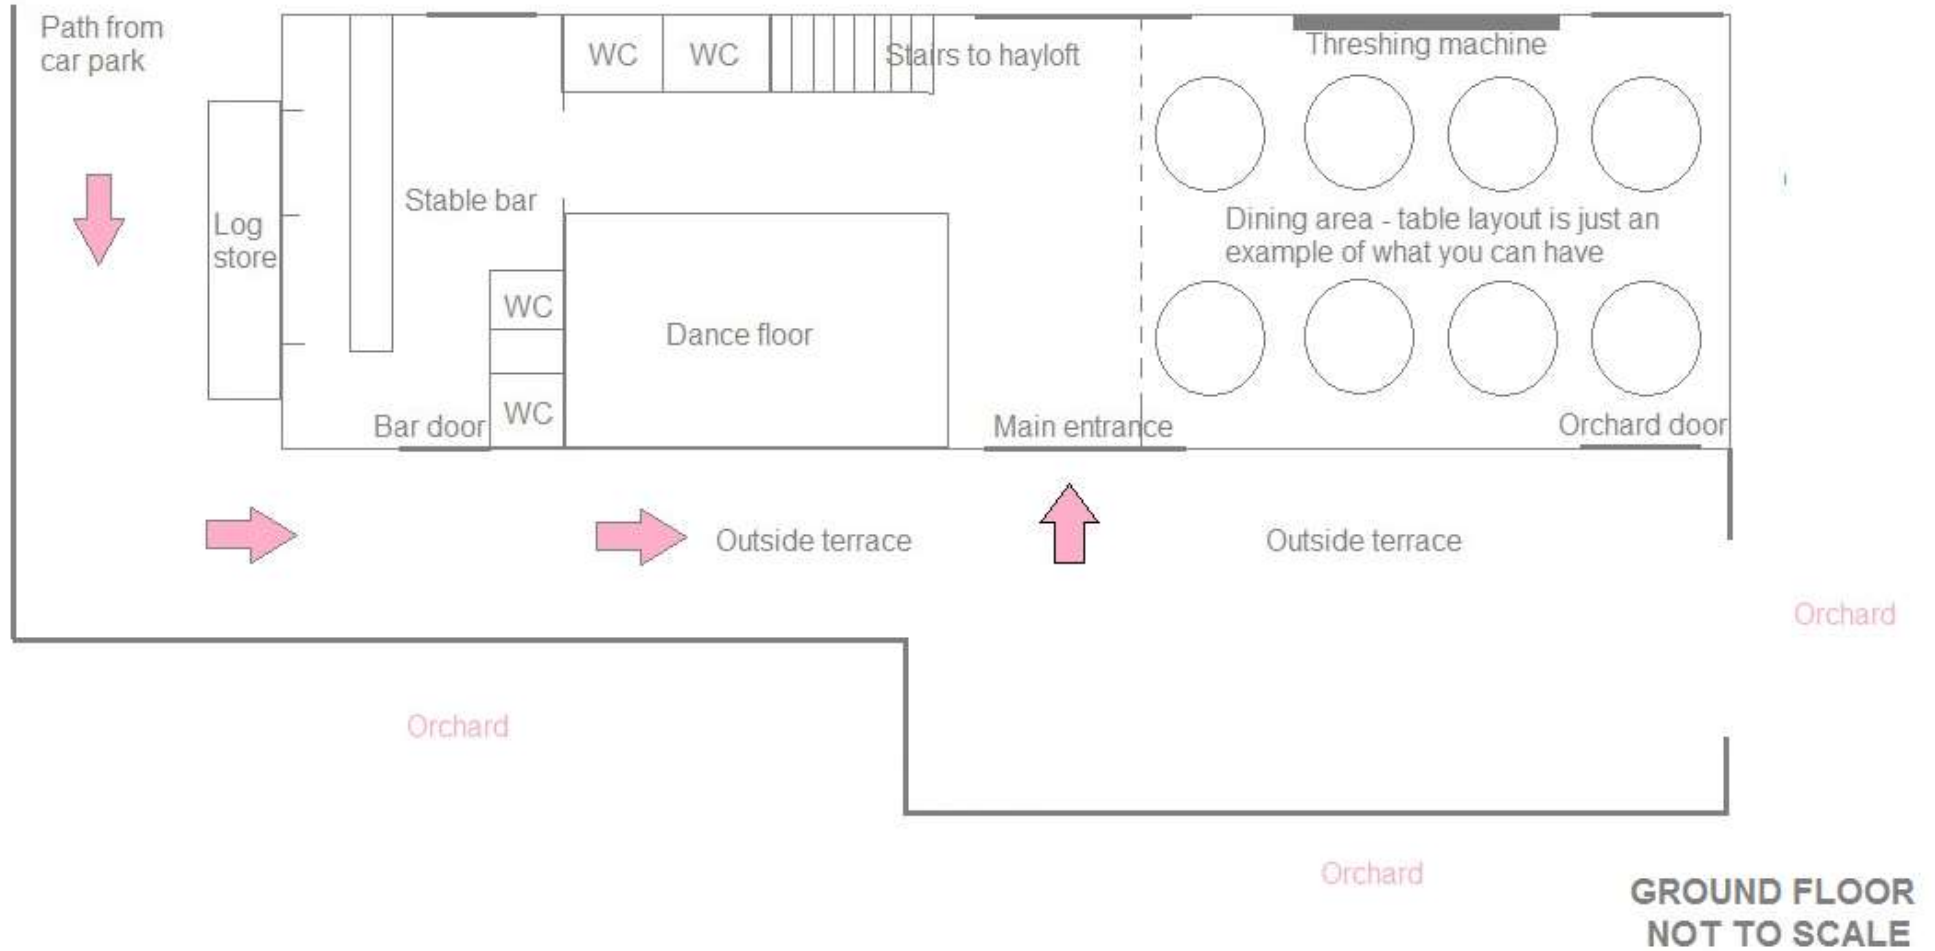 Path from
car park
WC
WC
Stairs to hayloft
Threshing machine
Stable bar
Log
store
Dining area - table layout is just an
example of what you can have
WC
Dance floor
WC
Bar door
Main entrance
Orchard door
Outside terrace
Outside terrace
Orchard
Orchard
Orchard
GROUND FLOOR
NOT TO SCALE